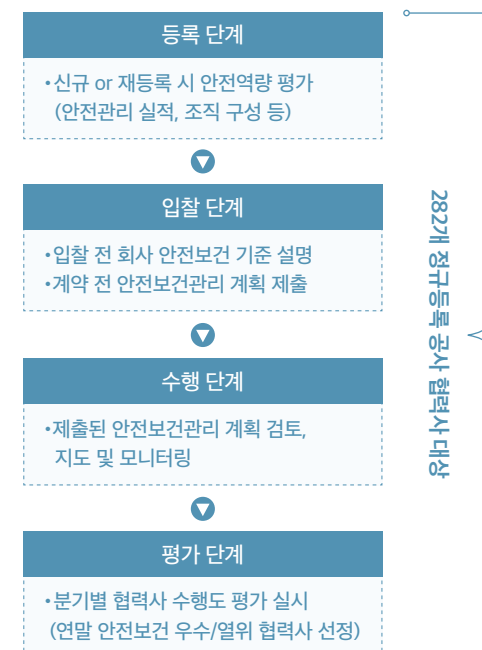 등록 단계
·신규 or 재등록 시 안전역량 평가
(안전관리 실적, 조직 구성 등)
입찰 단계
·입찰 전 회사 안전보건 기준 설명
·계약 전 안전보건관리 계획 제출
수행 단계
·제출된 안전보건관리 계획 검토,
지도 및 모니터링
평가 단계
·분기별 협력사 수행도 평가 실시
(연말 안전보건 우수/열위 협력사 선정)
282개 정규등록 공사 협력사 대상